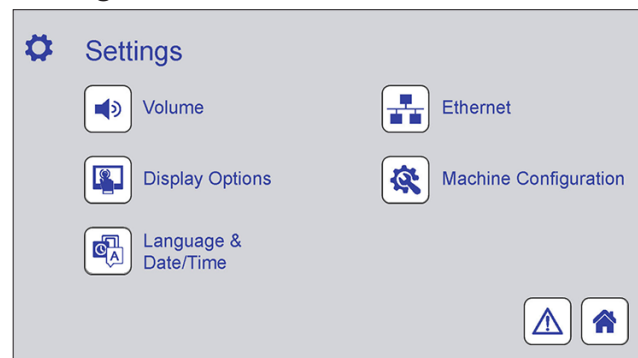 Settings
Volume
Ethernet
Display Options
Machine Configuration
Language &
Date/Time